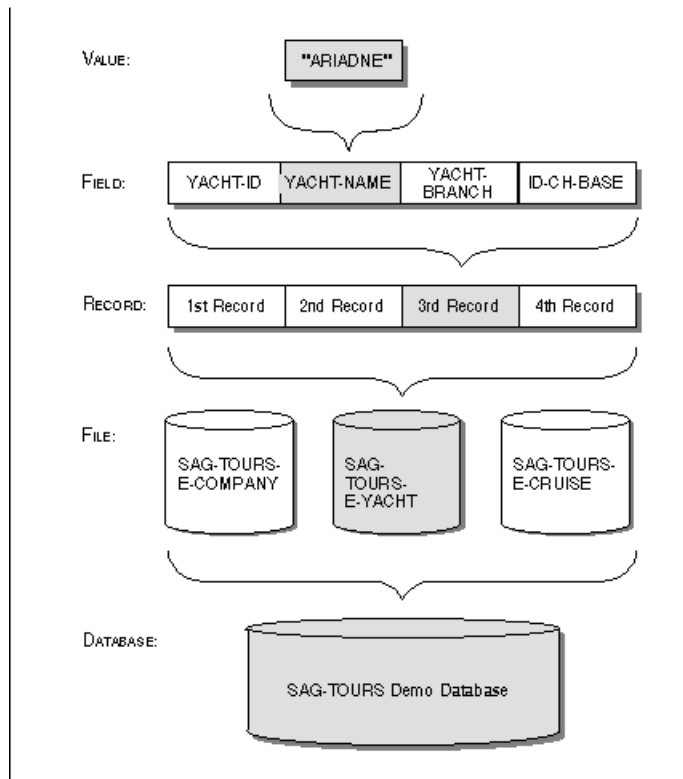 VALUE:
"ARIADNE"
FIELD:
YACHT-ID
YACHT-NAME
YACHT-
BRANCH
ID-CH-BASE
RECORD:
1st Record
2nd Record
3rd Record
4th Record
FILE:
SAG-TOURS-
E-COMPANY
SAG-
TOURS-
E-YACHT
SAG-TOURS-
E-CRUISE
DATABASE:
SAG-TOURS Demo Database